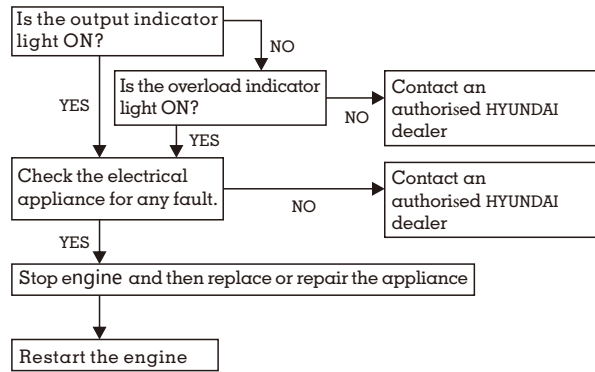 Is the output indicator
light ON?
NO
Is the overload indicator
light ON?
Contact an
authorised HYUNDAI
dealer
YES
NO
YES
Check the electrical
appliance for any fault.
Contact an
authorised HYUNDAI
dealer
NO
YES
Stop engine and then replace or repair the appliance
Restart the engine